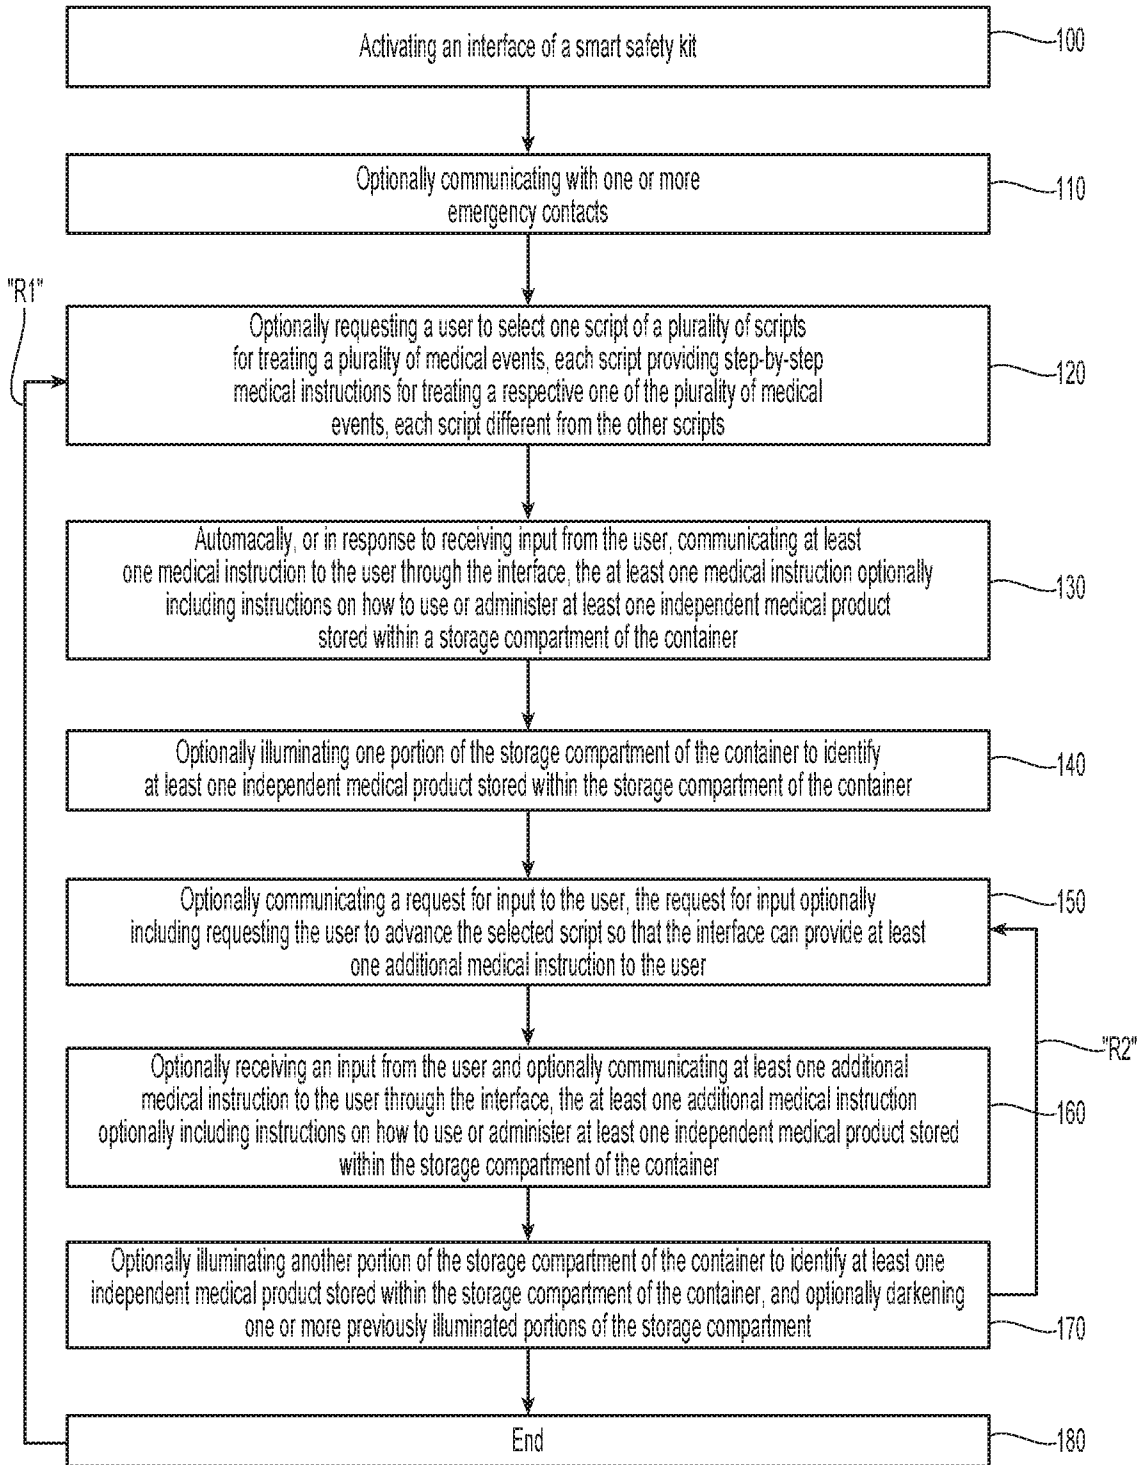 Activating an interface of a smart safety kit
100
Optionally communicating with one or more
emergency contacts
110
"R1"
Optionally requesting a user to select one script of a plurality of scripts
for treating a plurality of medical events, each script providing step-by-step
medical instructions for treating a respective one of the plurality of medical
events, each script different from the other scripts
120
Automacally, or in response to receiving input from the user, communicating at least
one medical instruction to the user through the interface, the at least one medical instruction optionally
including instructions on how to use or administer at least one independent medical product
stored within a storage compartment of the container
130
Optionally illuminating one portion of the storage compartment of the container to identify
at least one independent medical product stored within the storage compartment of the container
140
Optionally communicating a request for input to the user, the request for input optionally
including requesting the user to advance the selected script so that the interface can provide at least
one additional medical instruction to the user
150
Optionally receiving an input from the user and optionally communicating at least one additional
medical instruction to the user through the interface, the at least one additional medical instruction
optionally including instructions on how to use or administer at least one independent medical product stored
within the storage compartment of the container
160
"R2"
Optionally illuminating another portion of the storage compartment of the container to identify at least one
independent medical product stored within the storage compartment of the container, and optionally darkening
one or more previously illuminated portions of the storage compartment
170
End
180